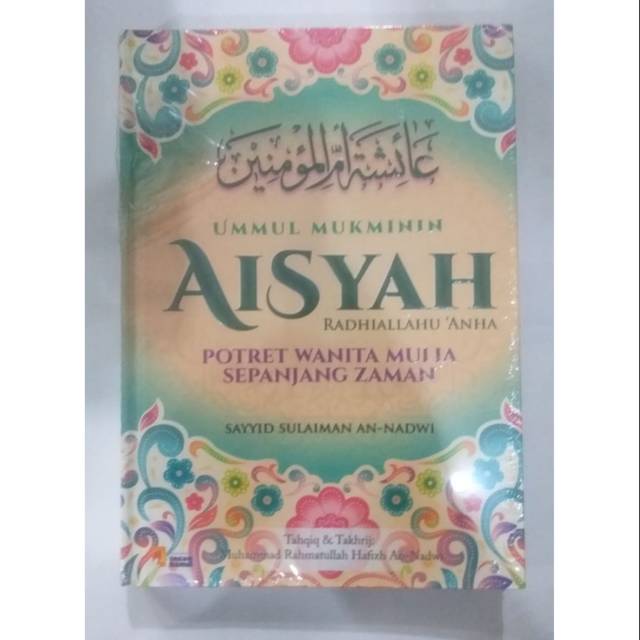 عائشة أم المؤمنين
UMMUL MUKMININ
AISYAH
RADHIALLAHU 'ANHA
POTRET WANITA MULIA
SEPANJANG ZAMAN
SAYYID SULAIMAN AN-NADWI
Tahqiq & Takhrij:
Muhammad Rahmatullah Hafizh An-Nadwi